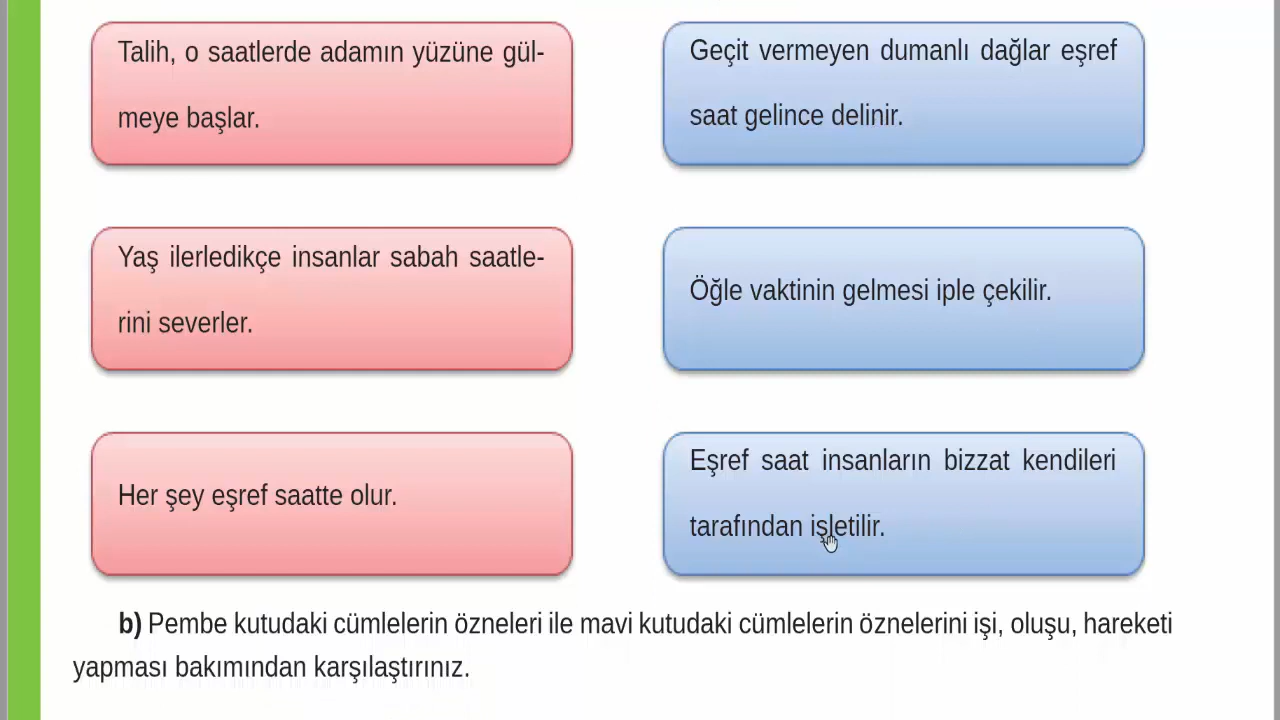 Talih, o saatlerde adamın yüzüne gül-
meye başlar.
Geçit vermeyen dumanlı dağlar eşref
saat gelince delinir.
Yaş ilerledikçe insanlar sabah saatle-
rini severler.
Öğle vaktinin gelmesi iple çekilir.
Her şey eşref saatte olur.
Eşref saat insanların bizzat kendileri
tarafından işletilir.
b) Pembe kutudaki cümlelerin özneleri ile mavi kutudaki cümlelerin öznelerini işi, oluşu, hareketi
yapması bakımından karşılaştırınız.